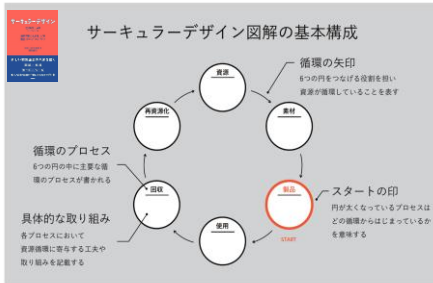 サーキュラーデザイン
サーキュラーデザイン図解の基本構成
資源
循環の矢印
6つの円をつなげる役割を担い
資源が循環していることを表す
再資源化
素材
循環のプロセス
6つの円の中に主要な循
環のプロセスが書かれる
回収
製品
スタートの印
円が太くなっているプロセスは
どの循環からはじまっているか
を意味する
具体的な取り組み
各プロセスにおいて
資源循環に寄与する工夫や
取り組みを記載する
使用
START